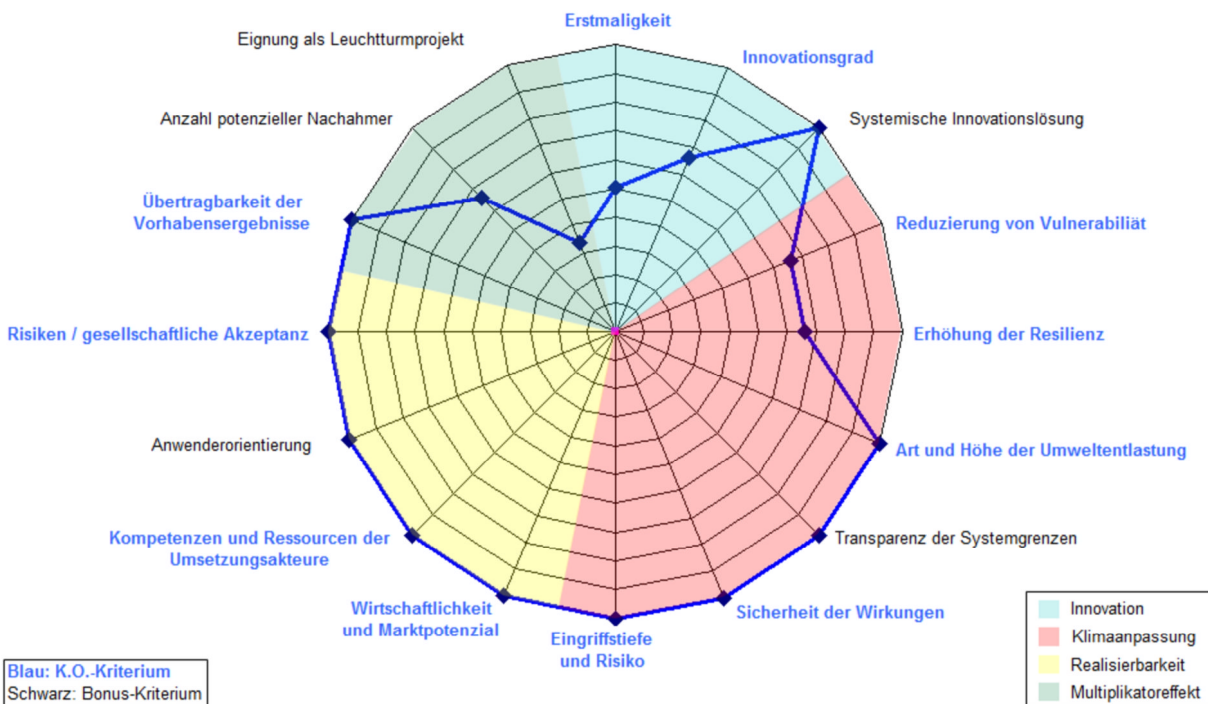 Erstmaligkeit
Innovationsgrad
Systemische Innovationslösung
Reduzierung von Vulnerabiliät
Erhöhung der Resilienz
Art und Höhe der Umweltentlastung
Transparenz der Systemgrenzen
Sicherheit der Wirkungen
Eingriffstiefe
und Risiko
Wirtschaftlichkeit
und Marktpotenzial
Kompetenzen und Ressourcen der
Umsetzungsakteure
Anwenderorientierung
Risiken / gesellschaftliche Akzeptanz
Übertragbarkeit der
Vorhabensergebnisse
Anzahl potenzieller Nachahmer
Eignung als Leuchtturmprojekt
Blau: K.O.-Kriterium
Schwarz: Bonus-Kriterium
Innovation
Klimaanpassung
Realisierbarkeit
Multiplikatoreffekt